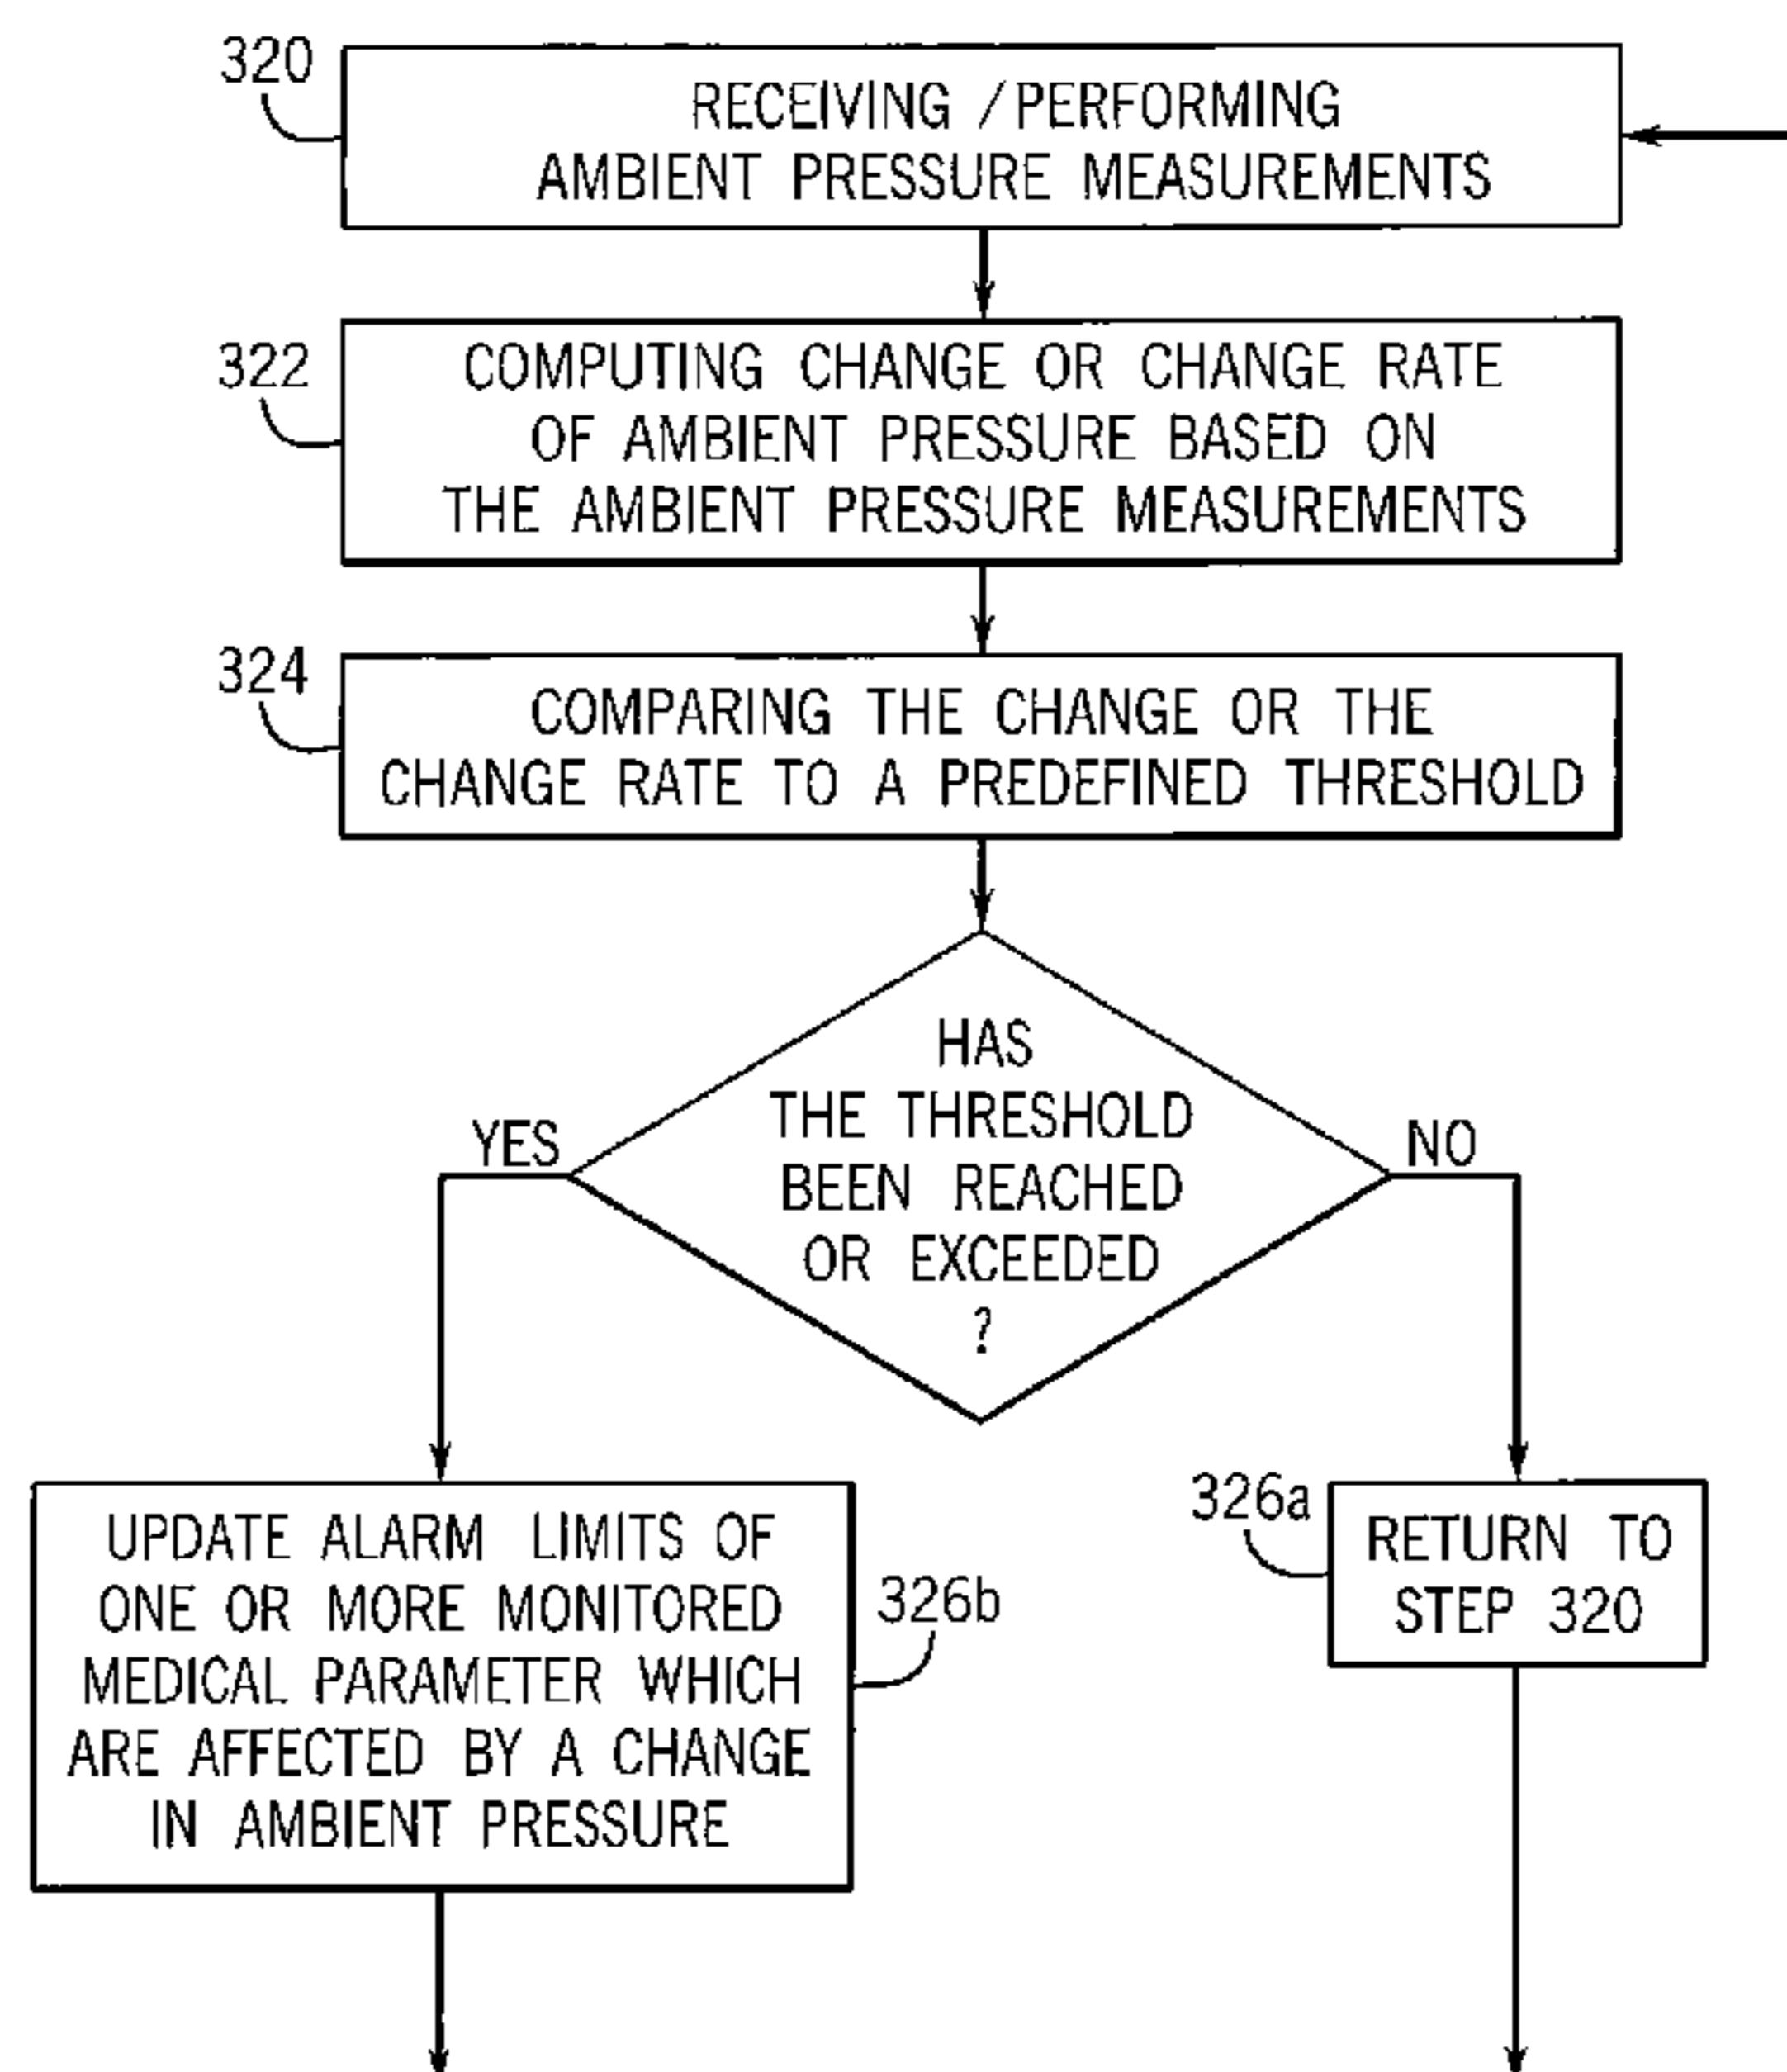 320
RECEIVING / PERFORMING
AMBIENT PRESSURE MEASUREMENTS
322
COMPUTING CHANGE OR CHANGE RATE
OF AMBIENT PRESSURE BASED ON
THE AMBIENT PRESSURE MEASUREMENTS
324
COMPARING THE CHANGE OR THE
CHANGE RATE TO A PREDEFINED THRESHOLD
HAS
THE THRESHOLD
BEEN REACHED
OR EXCEEDED
?
YES
NO
UPDATE ALARM LIMITS OF
ONE OR MORE MONITORED
MEDICAL PARAMETER WHICH
ARE AFFECTED BY A CHANGE
IN AMBIENT PRESSURE
326b
326a
RETURN TO
STEP 320